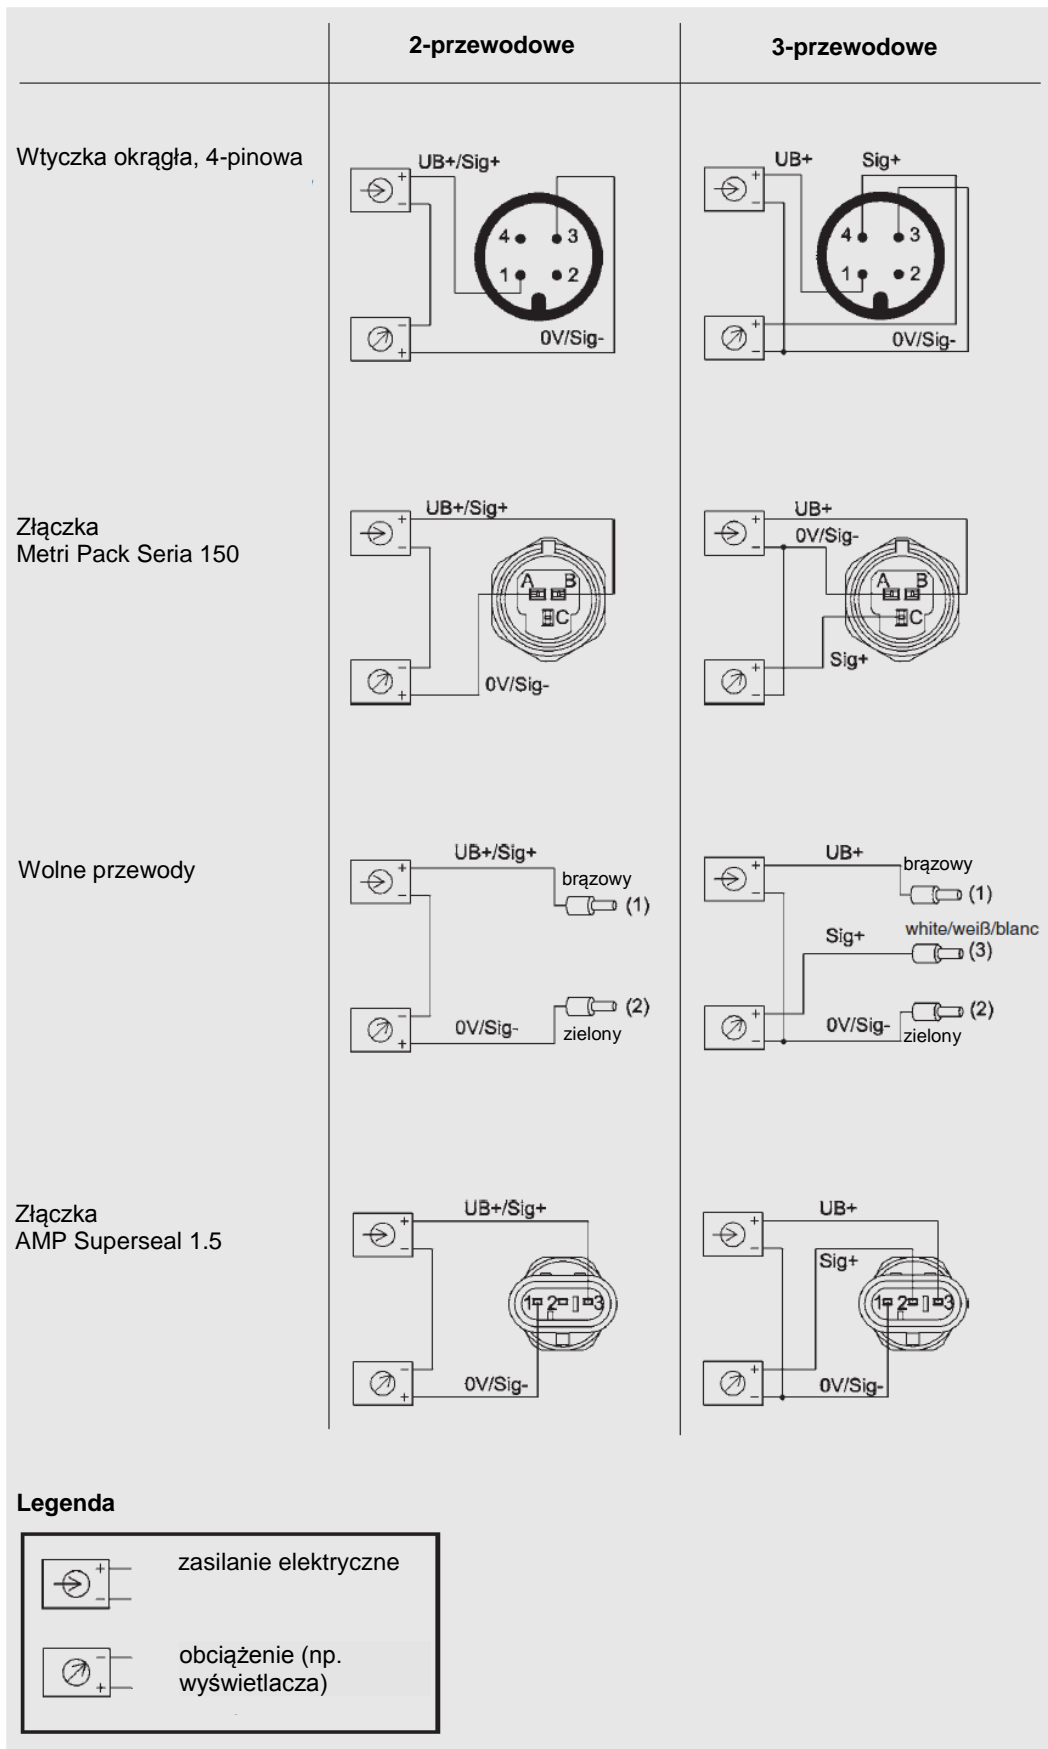 2-przewodowe
3-przewodowe
Wtyczka okrągła, 4-pinowa
UB+/Sig+
+
-
4
3
1
2
-
+
0V/Sig-
UB+
Sig+
+
-
4
3
1
2
+
-
0V/Sig-
Złączka
Metri Pack Seria 150
UB+/Sig+
+
-
A
B
C
-
+
0V/Sig-
UB+
0V/Sig-
+
-
A
B
C
Sig+
+
-
Wolne przewody
UB+/Sig+
+
-
brązowy
(1)
-
+
(2)
0V/Sig-
zielony
UB+
+
-
brązowy
(1)
white/weiß/blanc
Sig+
(3)
+
-
(2)
0V/Sig-
zielony
Złączka
AMP Superseal 1.5
UB+/Sig+
+
-
1
2
3
-
+
0V/Sig-
UB+
+
-
Sig+
1
2
3
+
-
0V/Sig-
Legenda
+
-
zasilanie elektryczne
-
+
obciążenie (np.
wyświetlacza)